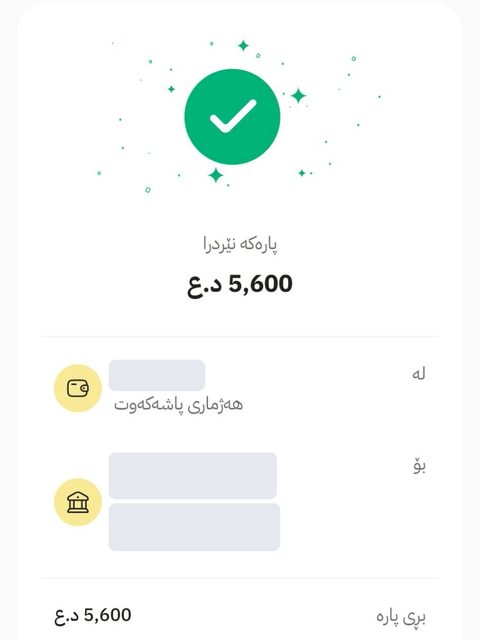 پارەکە نێردرا
5,600 د.ع
لە
هەژماری پاشەکەوت
بۆ
بڕی پارە
5,600 د.ع